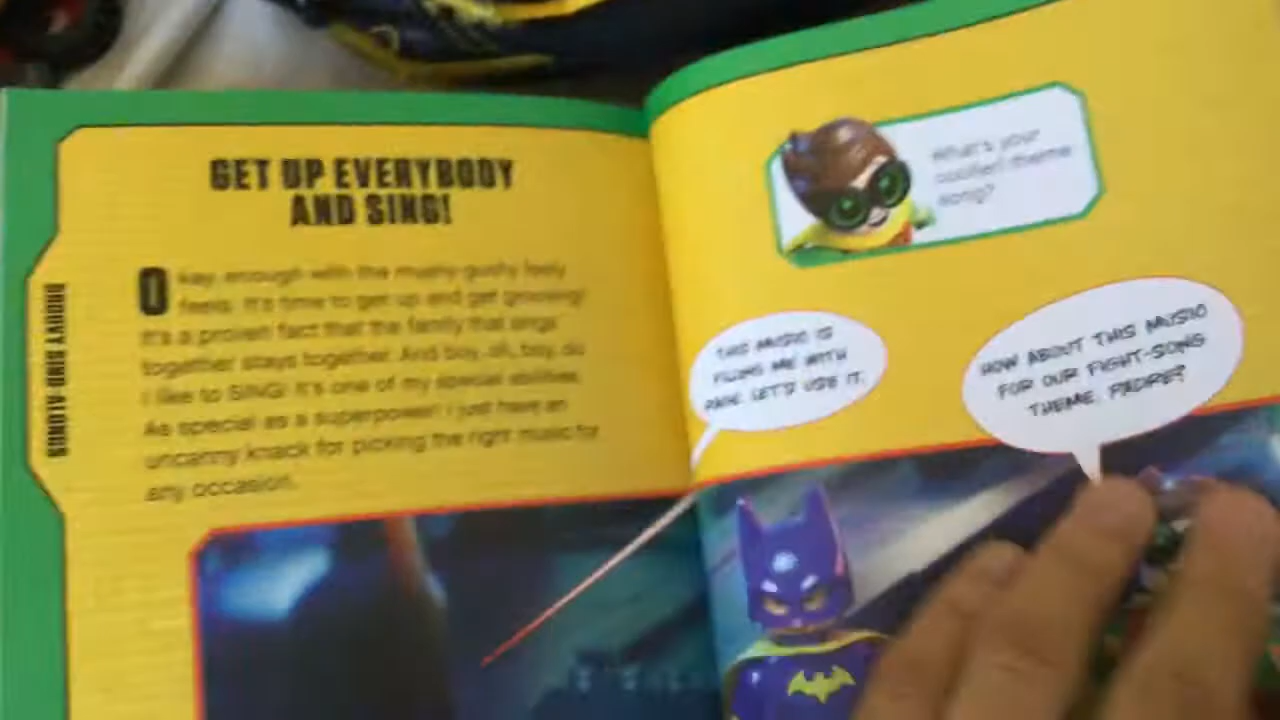 GET UP EVERYBODY
AND SING!
Okay, enough with the mushy-gushy feely
feels. It's time to get up and get grooving!
It's a proven fact that the family that sings
together stays together. And boy, oh, boy, do
I like to SING! It's one of my special abilities.
As special as a superpower! I just have an
uncanny knack for picking the right music for
any occasion.
GROOVY SING-ALONGS
What's your
coolest theme
song?
THIS MUSIC IS
FILLING ME WITH
RAGE. LET'S USE IT.
HOW ABOUT THIS MUSIC
FOR OUR FIGHT-SONG
THEME, PADRE?